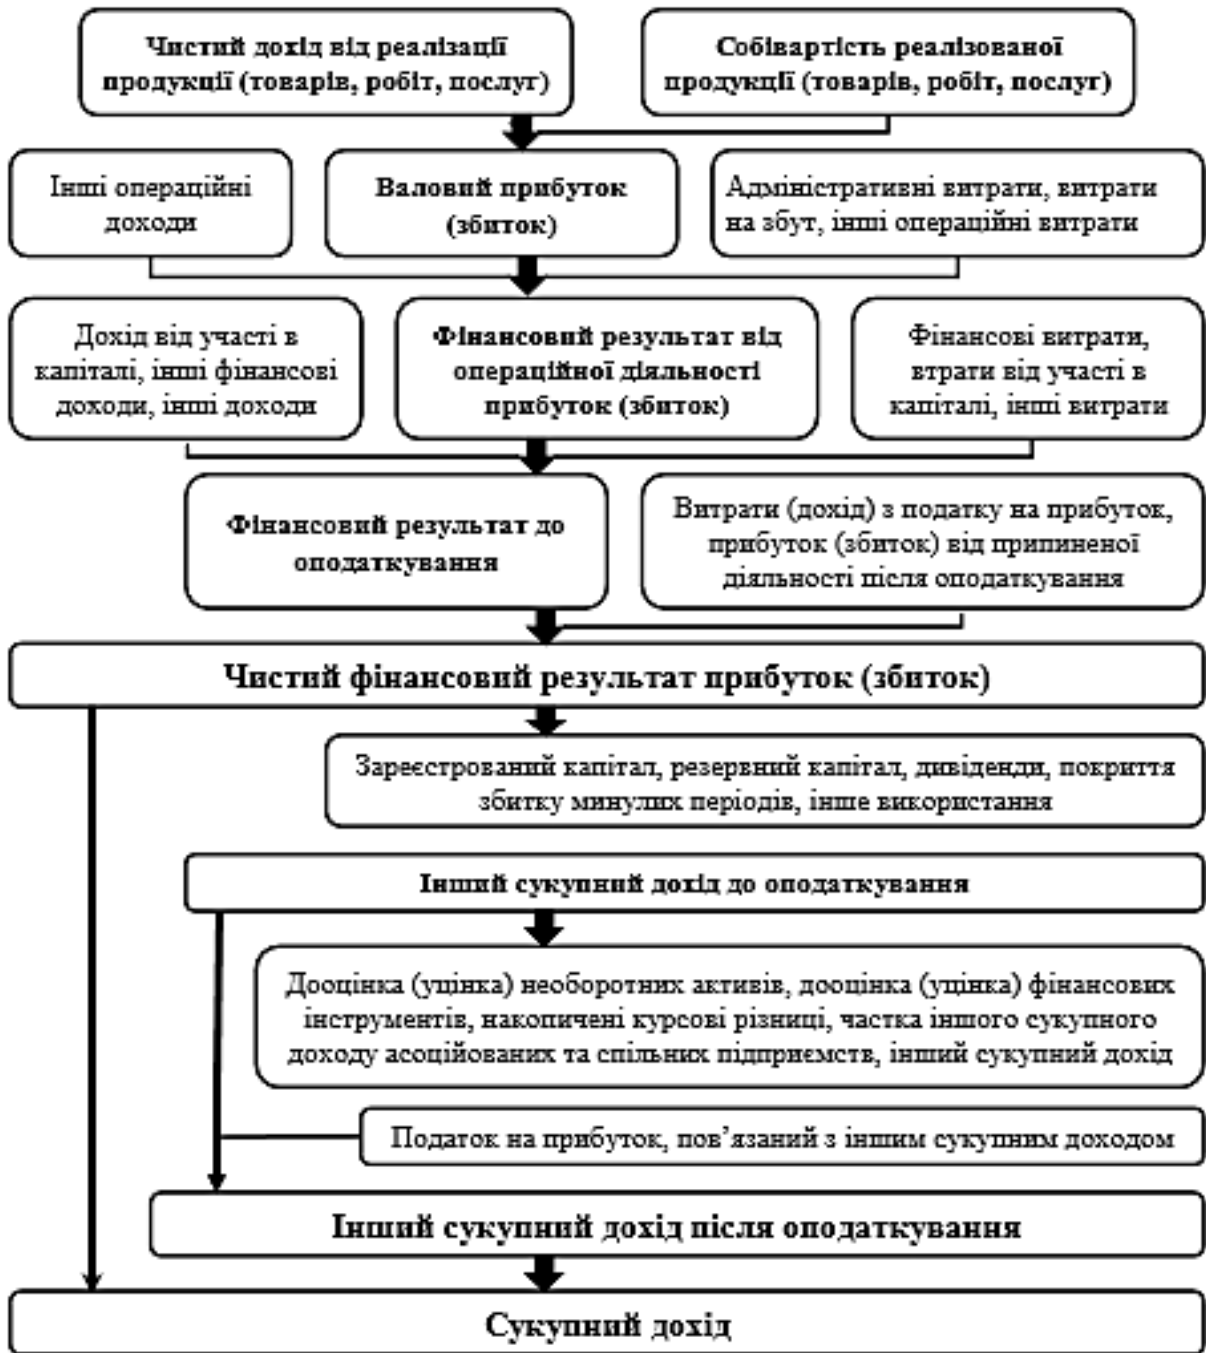 Чистий дохід від реалізації
продукції (товарів, робіт, послуг)
Собівартість реалізованої
продукції (товарів, робіт, послуг)
Інші операційні
доходи
Валовий прибуток
(збиток)
Адміністративні витрати, витрати
на збут, інші операційні витрати
Дохід від участі в
капіталі, інші фінансові
доходи, інші доходи
Фінансовий результат від
операційної діяльності
прибуток (збиток)
Фінансові витрати,
втрати від участі в
капіталі, інші витрати
Фінансовий результат до
оподаткування
Витрати (дохід) з податку на прибуток,
прибуток (збиток) від припиненої
діяльності після оподаткування
Чистий фінансовий результат прибуток (збиток)
Зареєстрований капітал, резервний капітал, дивіденди, покриття
збитку минулих періодів, інше використання
Інший сукупний дохід до оподаткування
Дооцінка (уцінка) необоротних активів, дооцінка (уцінка) фінансових
інструментів, накопичені курсові різниці, частка іншого сукупного
доходу асоційованих та спільних підприємств, інший сукупний дохід
Податок на прибуток, пов’язаний з іншим сукупним доходом
Інший сукупний дохід після оподаткування
Сукупний дохід